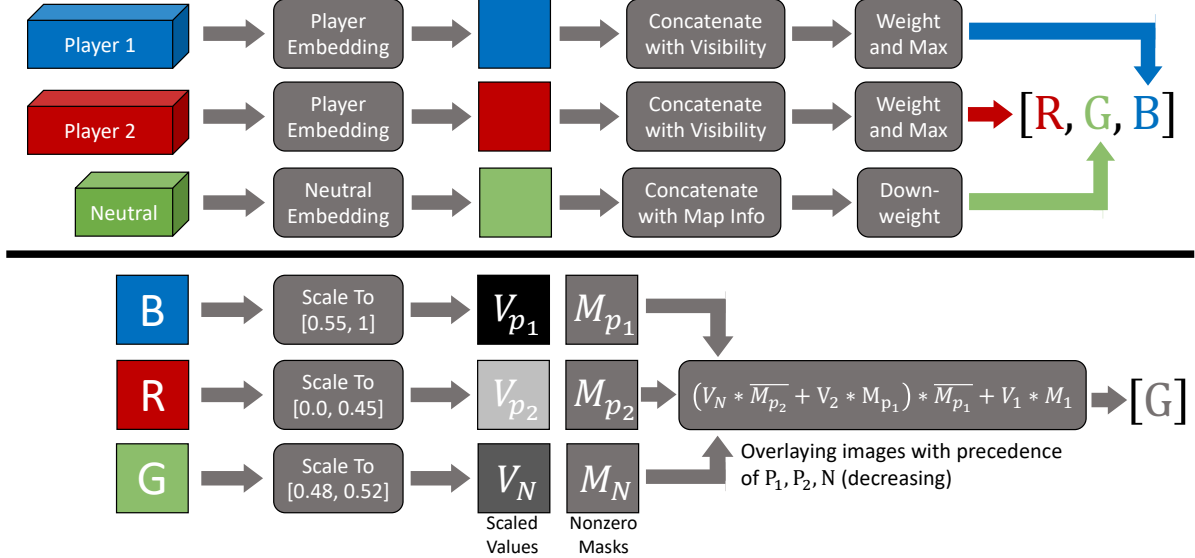 Player 1
Player
Embedding
Concatenate
with Visibility
Weight
and Max
Player 2
Player
Embedding
Concatenate
with Visibility
Weight
and Max
[R, G, B]
Neutral
Neutral
Embedding
Concatenate
with Map Info
Down-
weight
B
Scale To
[0.55, 1]
V_{p_1}
M_{p_1}
R
Scale To
[0.0, 0.45]
V_{p_2}
M_{p_2}
(V_N * \overline{M_{p_2}} + V_2 * M_{p_1}) * \overline{M_{p_1}} + V_1 * M_1
[G]
G
Scale To
[0.48, 0.52]
V_N
M_N
Overlaying images with precedence
of P_1, P_2, N (decreasing)
Scaled
Values
Nonzero
Masks